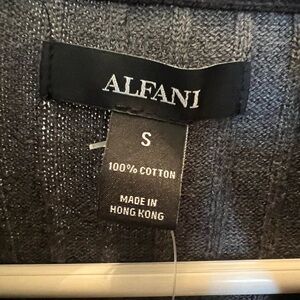 ALFANI
S
100% COTTON
MADE IN
HONG KONG